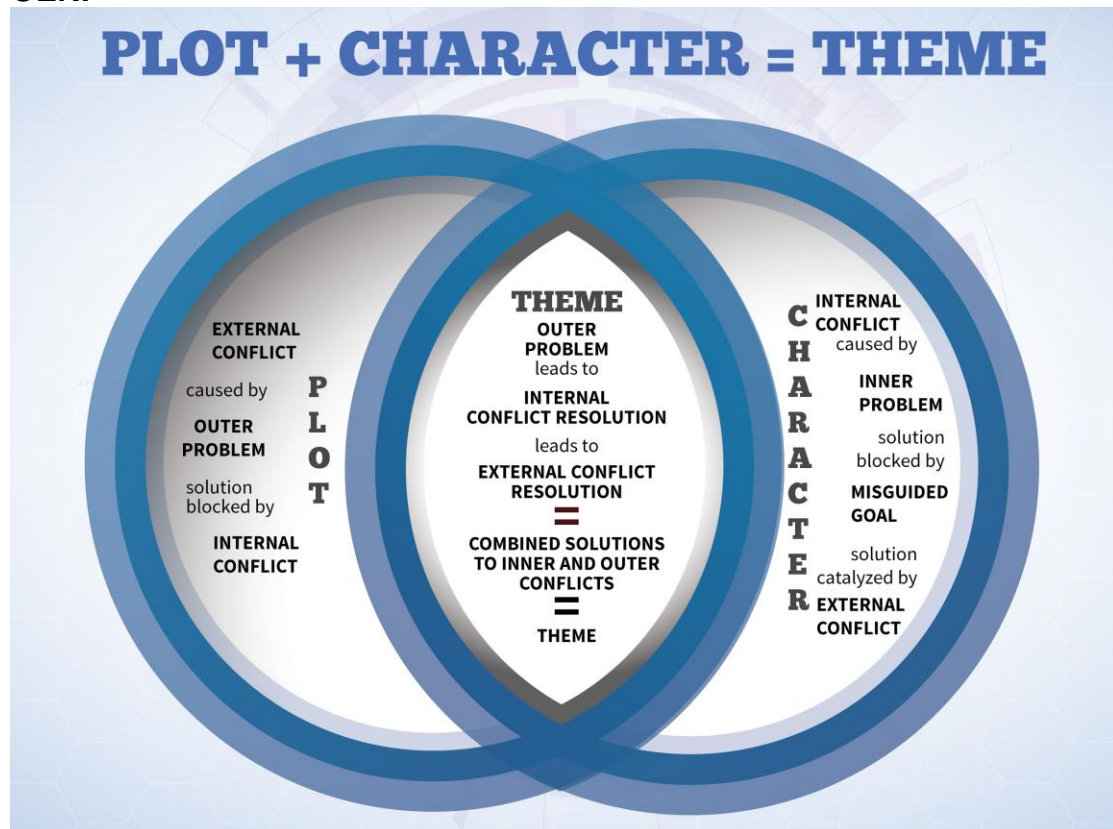 PLOT + CHARACTER = THEME
EXTERNAL
CONFLICT
caused by
OUTER
PROBLEM
solution
blocked by
INTERNAL
CONFLICT
PLOT
THEME
OUTER
PROBLEM
leads to
INTERNAL
CONFLICT RESOLUTION
leads to
EXTERNAL CONFLICT
RESOLUTION
=
COMBINED SOLUTIONS
TO INNER AND OUTER
CONFLICTS
=
THEME
CHARACTER
INTERNAL
CONFLICT
caused by
INNER
PROBLEM
solution
blocked by
MISGUIDED
GOAL
solution
catalyzed by
EXTERNAL
CONFLICT